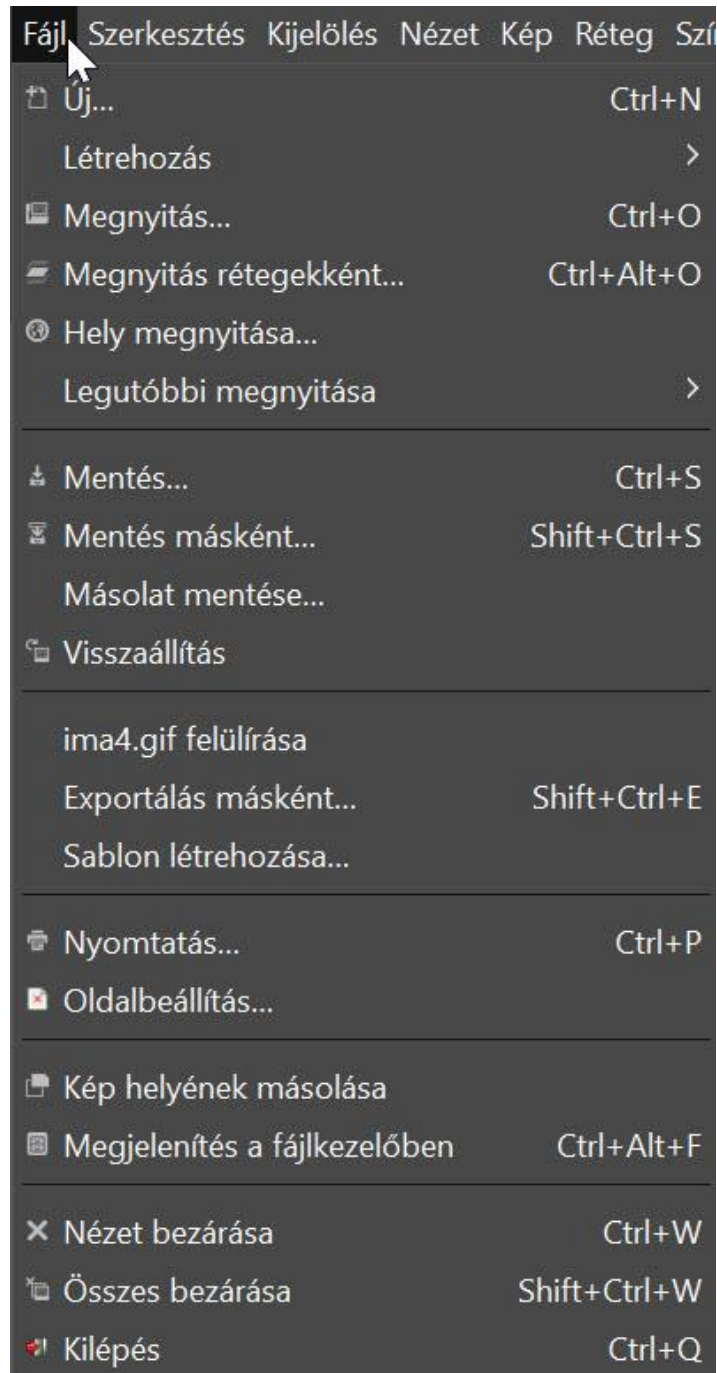 Fájl Szerkesztés Kijelölés Nézet Kép Réteg
Új... Ctrl+N
Létrehozás
Megnyitás... Ctrl+O
Megnyitás rétegekként... Ctrl+Alt+O
Hely megnyitása...
Legutóbbi megnyitása
Mentés... Ctrl+S
Mentés másként... Shift+Ctrl+S
Másolat mentése...
Visszaállítás
ima4.gif felülírása
Exportálás másként... Shift+Ctrl+E
Sablon létrehozása...
Nyomtatás... Ctrl+P
Oldalbeállítás...
Kép helyének másolása
Megjelenítés a fájlkezelőben Ctrl+Alt+F
Nézet bezárása Ctrl+W
Összes bezárása Shift+Ctrl+W
Kilépés Ctrl+Q